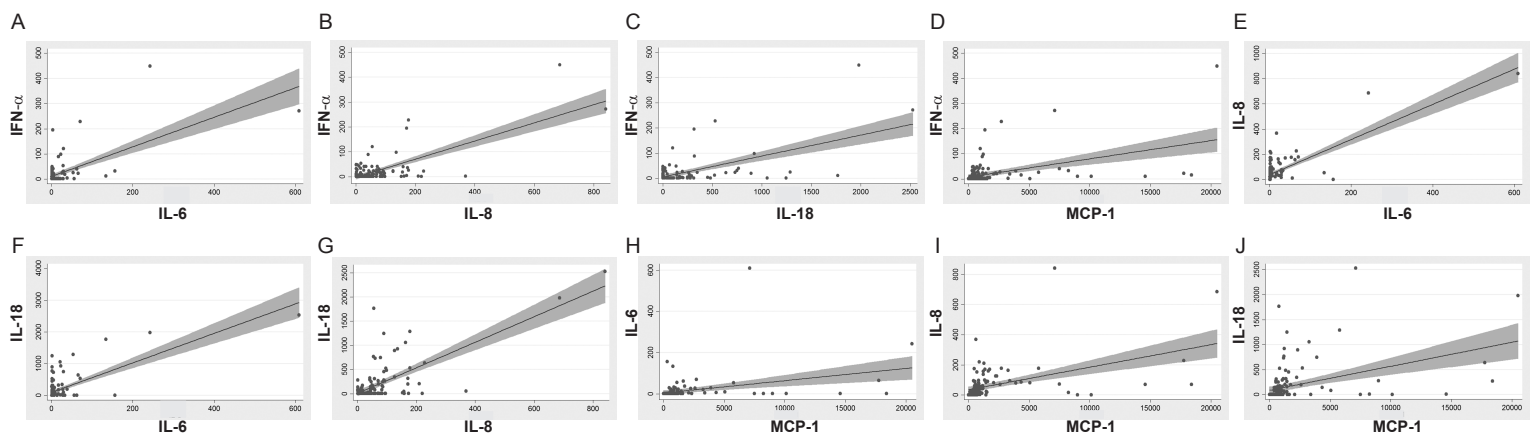 A
500
400
300
200
100
0
IFN-α
0 200 400 600
IL-6
B
500
400
300
200
100
0
IFN-α
0 200 400 600 800
IL-8
C
500
400
300
200
100
0
IFN-α
0 500 1000 1500 2000 2500
IL-18
D
500
400
300
200
100
0
IFN-α
0 5000 10000 15000 20000
MCP-1
E
1000
800
600
400
200
0
IL-8
0 200 400 600
IL-6
F
4000
3000
2000
1000
0
IL-18
0 200 400 600
IL-6
G
2500
2000
1500
1000
500
0
IL-18
0 200 400 600 800
IL-8
H
600
400
200
0
IL-6
0 5000 10000 15000 20000
MCP-1
I
800
600
400
200
0
IL-8
0 5000 10000 15000 20000
MCP-1
J
2500
2000
1500
1000
500
0
IL-18
0 5000 10000 15000 20000
MCP-1